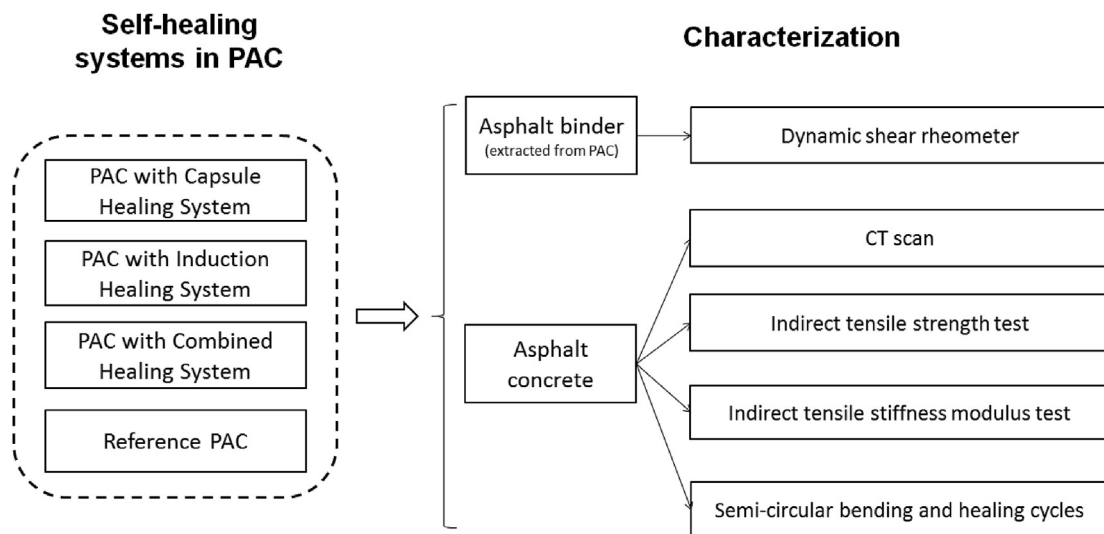 Self-healing
systems in PAC
PAC with Capsule
Healing System
PAC with Induction
Healing System
PAC with Combined
Healing System
Reference PAC
Characterization
Asphalt binder
(extracted from PAC)
Dynamic shear rheometer
Asphalt
concrete
CT scan
Indirect tensile strength test
Indirect tensile stiffness modulus test
Semi-circular bending and healing cycles